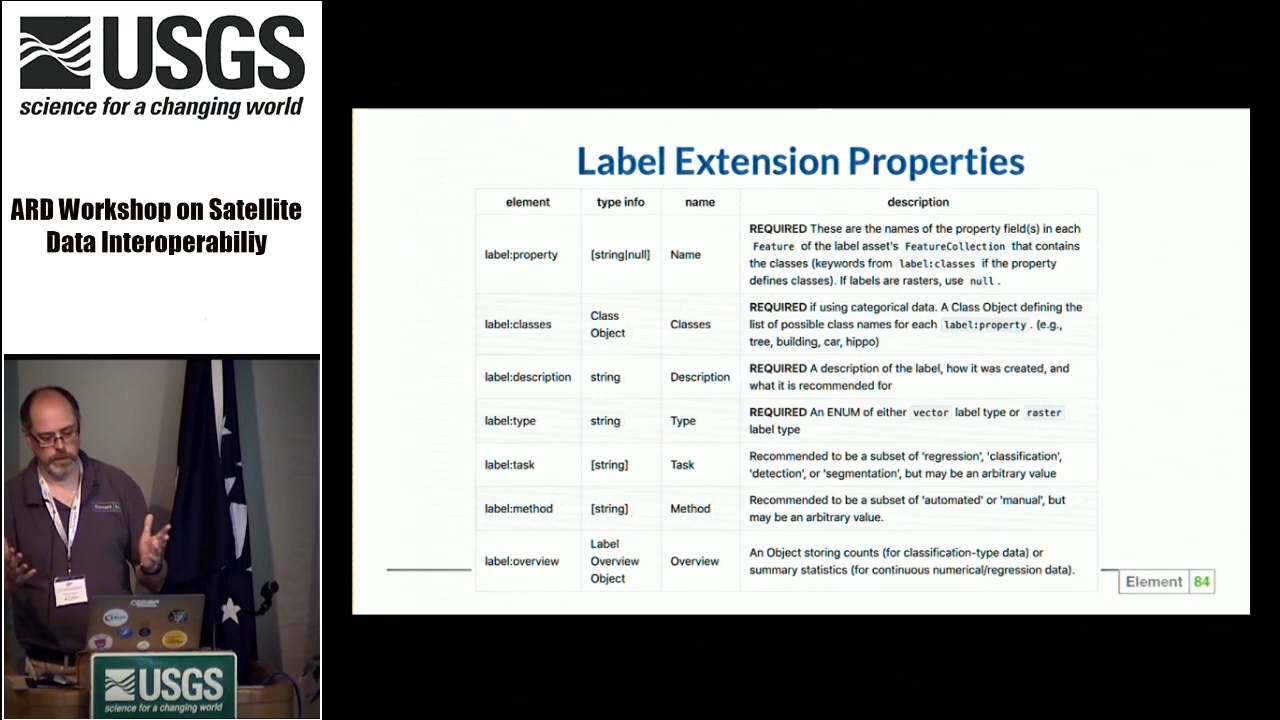 USGS
science for a changing world
ARD Workshop on Satellite
Data Interoperabiliy
Label Extension Properties
element type info name description
label:property [string|null] Name REQUIRED These are the names of the property field(s) in each
Feature of the label asset's FeatureCollection that contains
the classes (keywords from label:classes if the property
defines classes). If labels are rasters, use null .
label:classes Class
Object Classes REQUIRED if using categorical data. A Class Object defining the
list of possible class names for each label:property . (e.g.,
tree, building, car, hippo)
label:description string Description REQUIRED A description of the label, how it was created, and
what it is recommended for
label:type string Type REQUIRED An ENUM of either vector label type or raster
label type
label:task [string] Task Recommended to be a subset of 'regression', 'classification',
'detection', or 'segmentation', but may be an arbitrary value
label:method [string] Method Recommended to be a subset of 'automated' or 'manual', but
may be an arbitrary value.
label:overview Label
Overview
Object Overview An Object storing counts (for classification-type data) or
summary statistics (for continuous numerical/regression data).
Element 84
USGS
science for a changing world